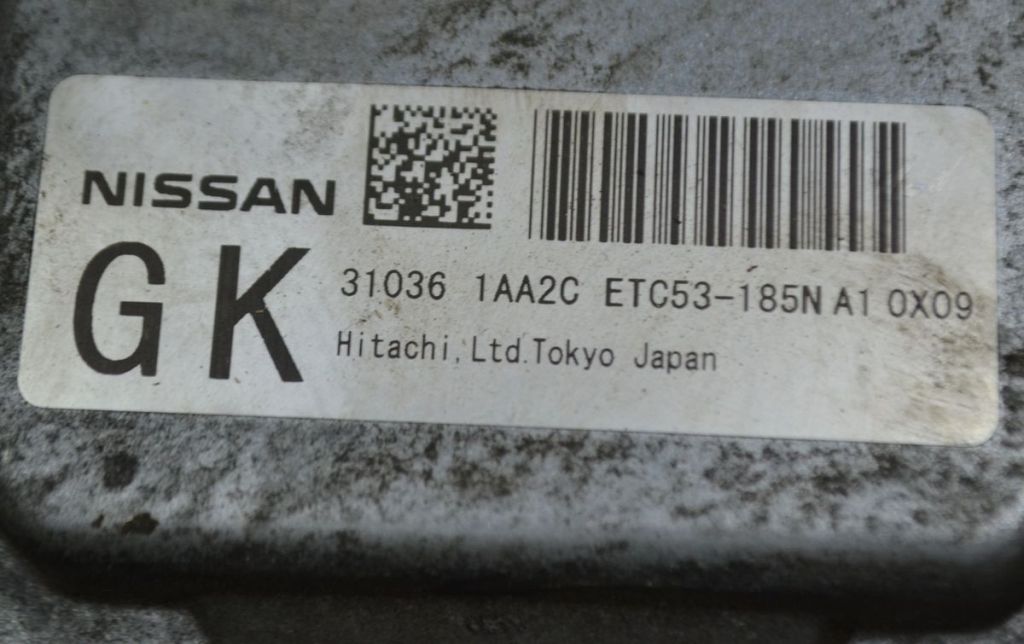 NISSAN
GK
31036 1AA2C ETC53-185N A1 0X09
Hitachi, Ltd. Tokyo Japan